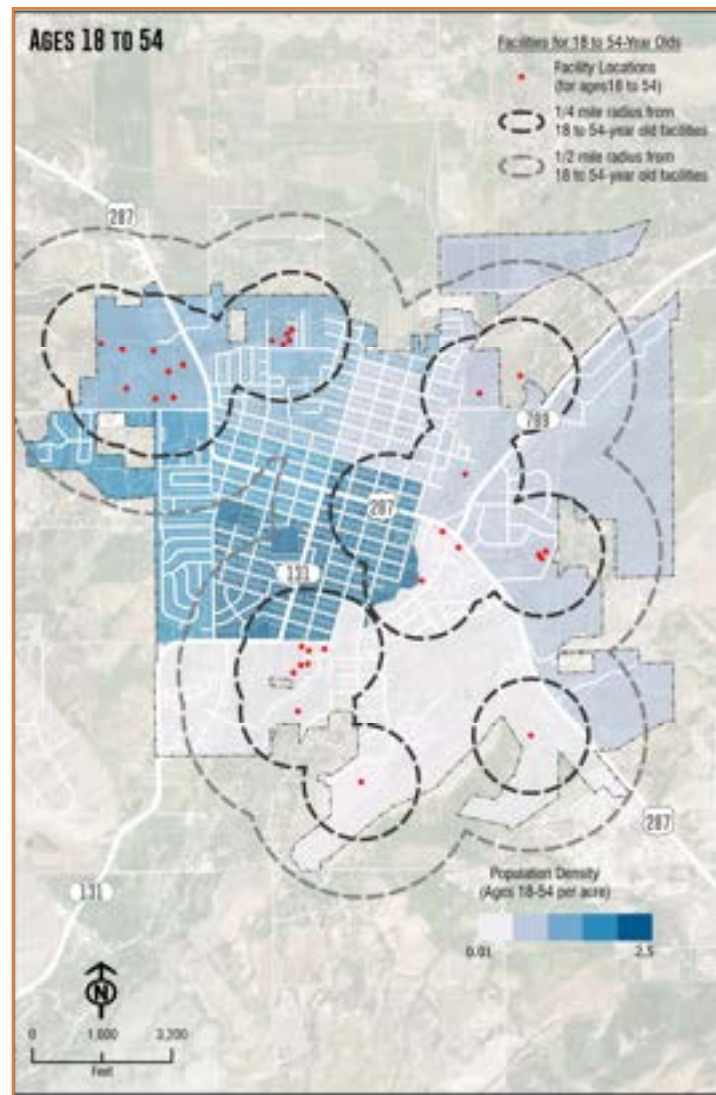 AGES 18 TO 54
Facilities for 18 to 54-Year Olds
Facility Locations
(for ages18 to 54)
1/4 mile radius from
18 to 54-year old facilities
1/2 mile radius from
18 to 54-year old facilities
287
789
287
131
287
131
Population Density
(Ages 18-54 per acre)
0.01
2.5
N
0
1,600
3,200
Feet